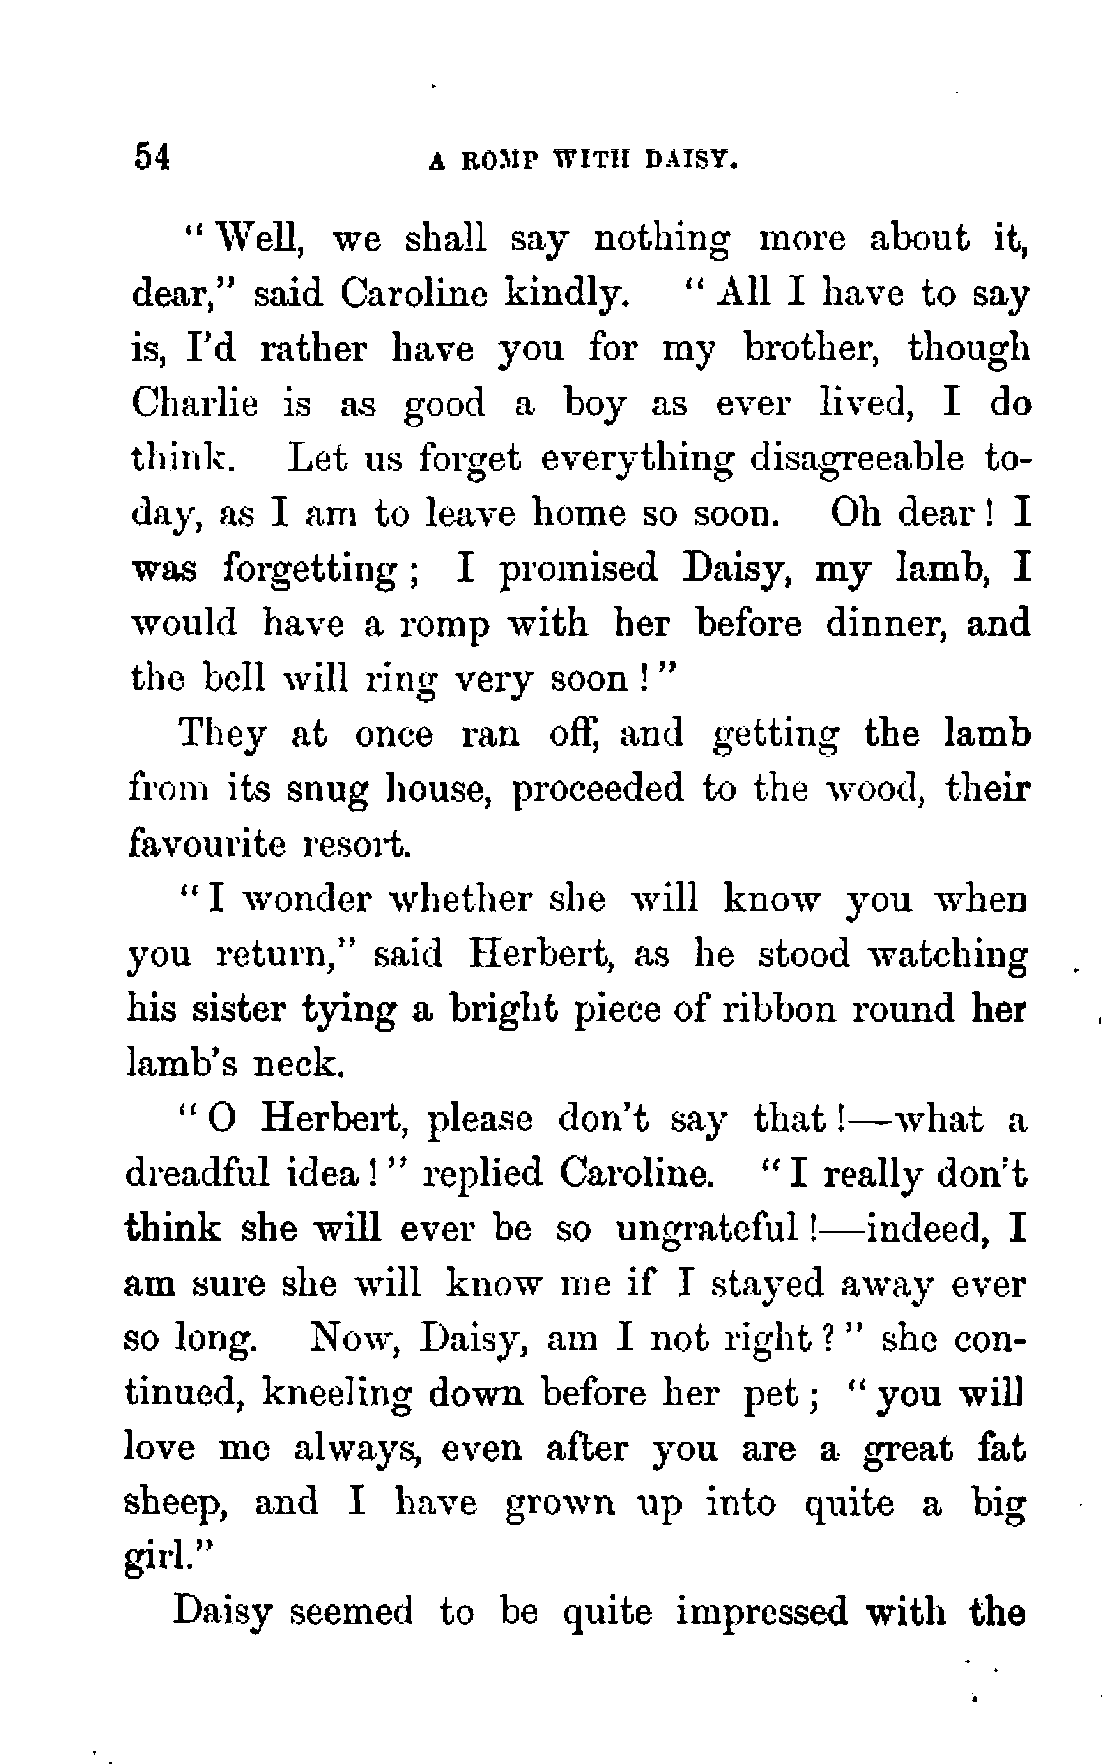 54 A ROMP WITH DAISY.
"Well, we shall say nothing more about it,
dear," said Caroline kindly. "All I have to say
is, I'd rather have you for my brother, though
Charlie is as good a boy as ever lived, I do
think. Let us forget everything disagreeable to-
day, as I am to leave home so soon. Oh dear! I
was forgetting; I promised Daisy, my lamb, I
would have a romp with her before dinner, and
the bell will ring very soon!"
They at once ran off, and getting the lamb
from its snug house, proceeded to the wood, their
favourite resort.
"I wonder whether she will know you when
you return," said Herbert, as he stood watching
his sister tying a bright piece of ribbon round her
lamb's neck.
"O Herbert, please don't say that!—what a
dreadful idea!" replied Caroline. "I really don't
think she will ever be so ungrateful!—indeed, I
am sure she will know me if I stayed away ever
so long. Now, Daisy, am I not right?" she con-
tinued, kneeling down before her pet; "you will
love me always, even after you are a great fat
sheep, and I have grown up into quite a big
girl."
Daisy seemed to be quite impressed with the